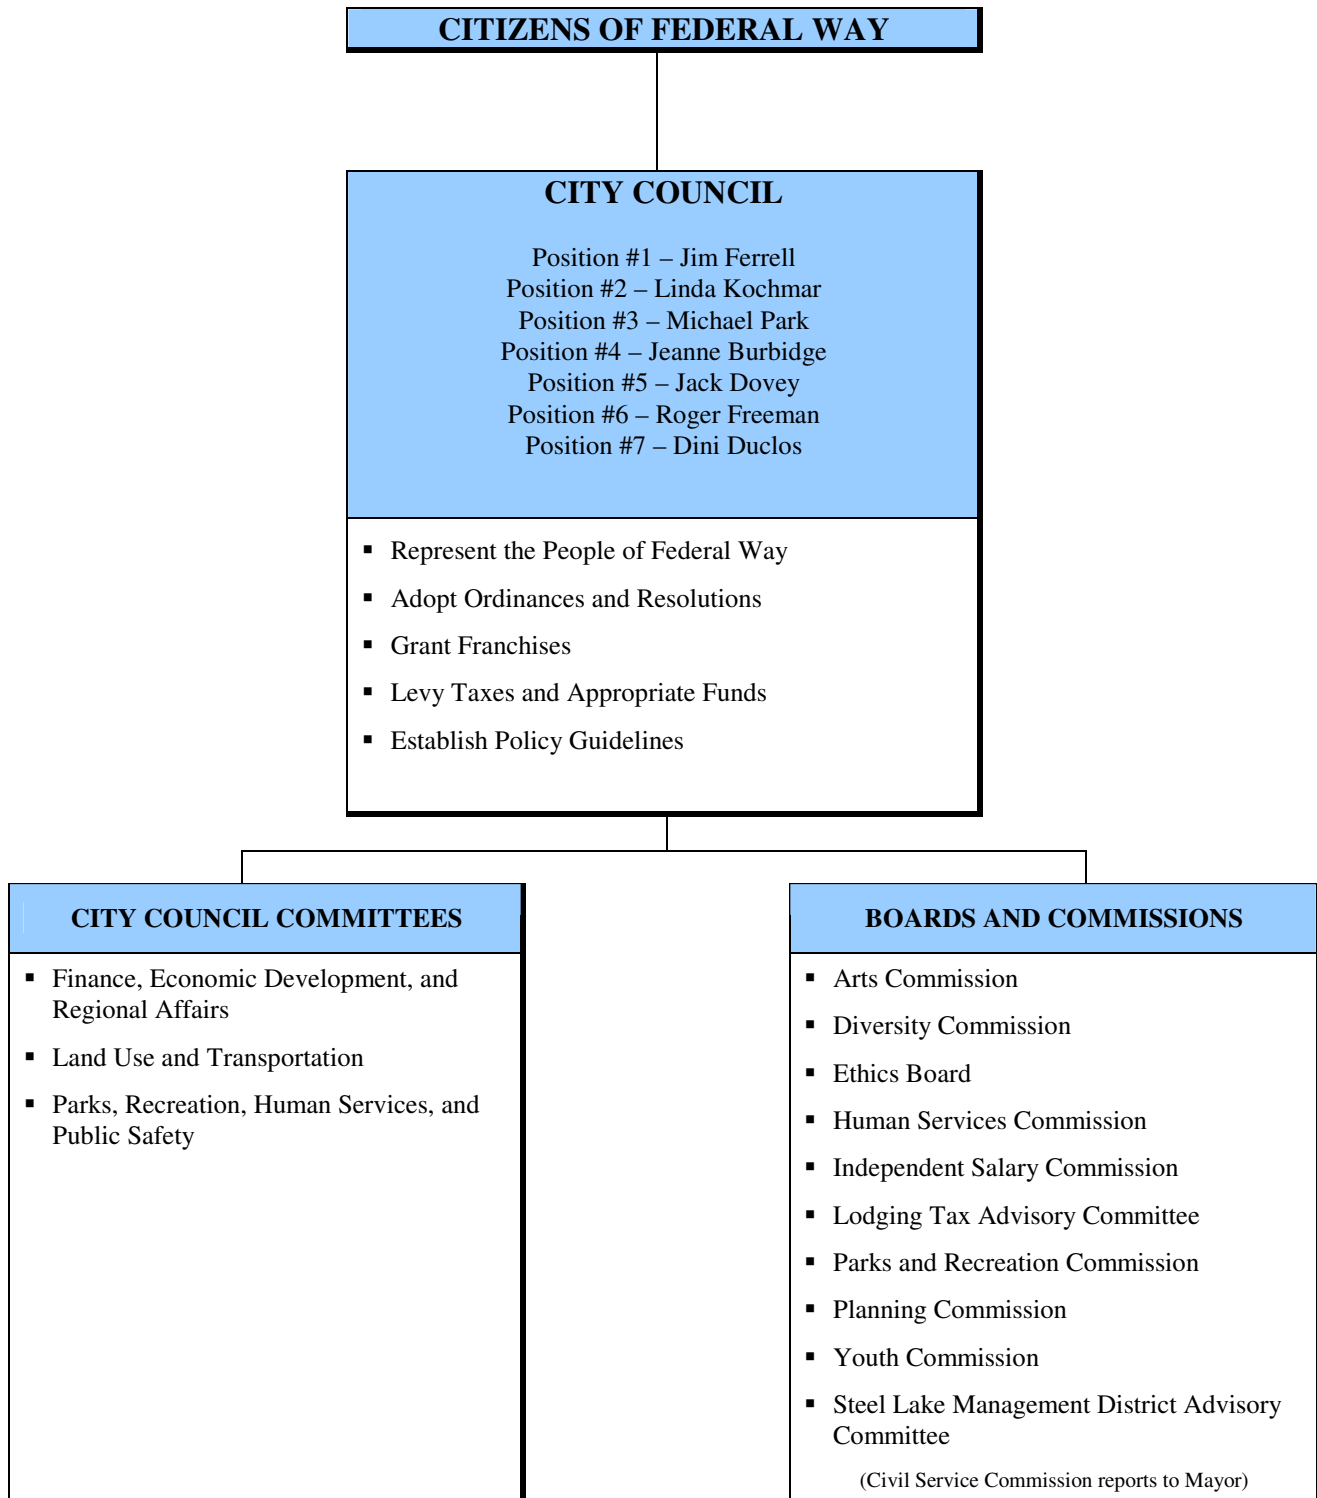 CITIZENS OF FEDERAL WAY
CITY COUNCIL
Position #1 – Jim Ferrell
Position #2 – Linda Kochmar
Position #3 – Michael Park
Position #4 – Jeanne Burbidge
Position #5 – Jack Dovey
Position #6 – Roger Freeman
Position #7 – Dini Duclos
▪ Represent the People of Federal Way
▪ Adopt Ordinances and Resolutions
▪ Grant Franchises
▪ Levy Taxes and Appropriate Funds
▪ Establish Policy Guidelines
CITY COUNCIL COMMITTEES
▪ Finance, Economic Development, and
Regional Affairs
▪ Land Use and Transportation
▪ Parks, Recreation, Human Services, and
Public Safety
BOARDS AND COMMISSIONS
▪ Arts Commission
▪ Diversity Commission
▪ Ethics Board
▪ Human Services Commission
▪ Independent Salary Commission
▪ Lodging Tax Advisory Committee
▪ Parks and Recreation Commission
▪ Planning Commission
▪ Youth Commission
▪ Steel Lake Management District Advisory
Committee
(Civil Service Commission reports to Mayor)